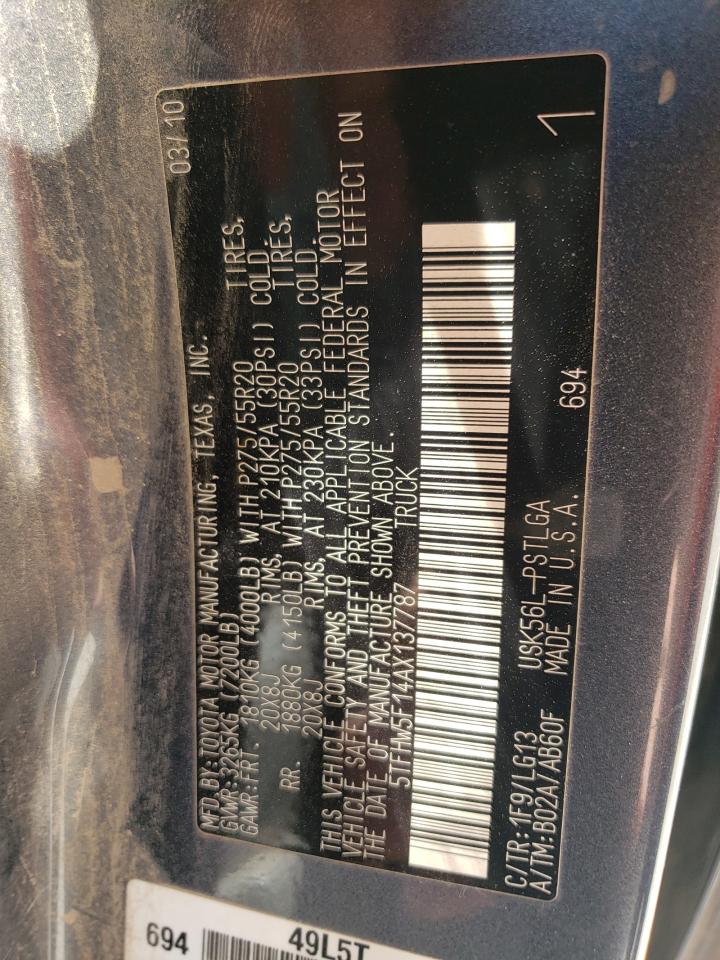 MFD. BY: TOYOTA MOTOR MANUFACTURING, TEXAS, INC. 03/10
GVWR: 3265KG (7200LB)
GAWR: FRT. 1810KG (4000LB) WITH P275/55R20 TIRES,
20X8J RIMS, AT 210KPA (30PSI) COLD.
RR. 1880KG (4150LB) WITH P275/55R20 TIRES,
20X8J RIMS, AT 230KPA (33PSI) COLD.
THIS VEHICLE CONFORMS TO ALL APPLICABLE FEDERAL MOTOR
VEHICLE SAFETY AND THEFT PREVENTION STANDARDS IN EFFECT ON
THE DATE OF MANUFACTURE SHOWN ABOVE.
5TFHW5F14AX137787 TRUCK
C/TR: 1F9/LG13 USK56L-PSTLGA 694
A/TM: B02A/AB60F MADE IN U.S.A. 1
694 49L5T